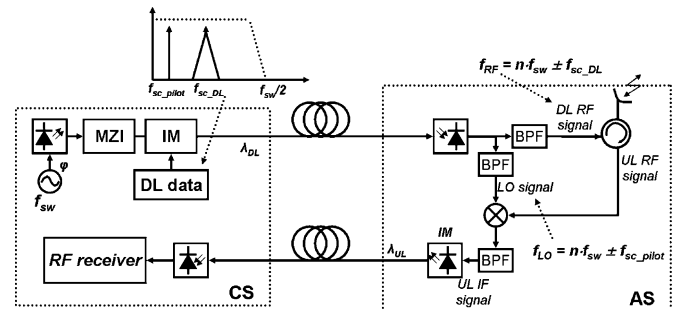 f_sc_pilot f_sc_DL f_sw/2
f_RF = n·f_sw ± f_sc_DL
φ
f_sw
MZI
IM
DL data
λ_DL
BPF
DL RF
signal
BPF
UL RF
signal
LO signal
f_LO = n·f_sw ± f_sc_pilot
RF receiver
λ_UL
IM
BPF
UL IF
signal
CS
AS